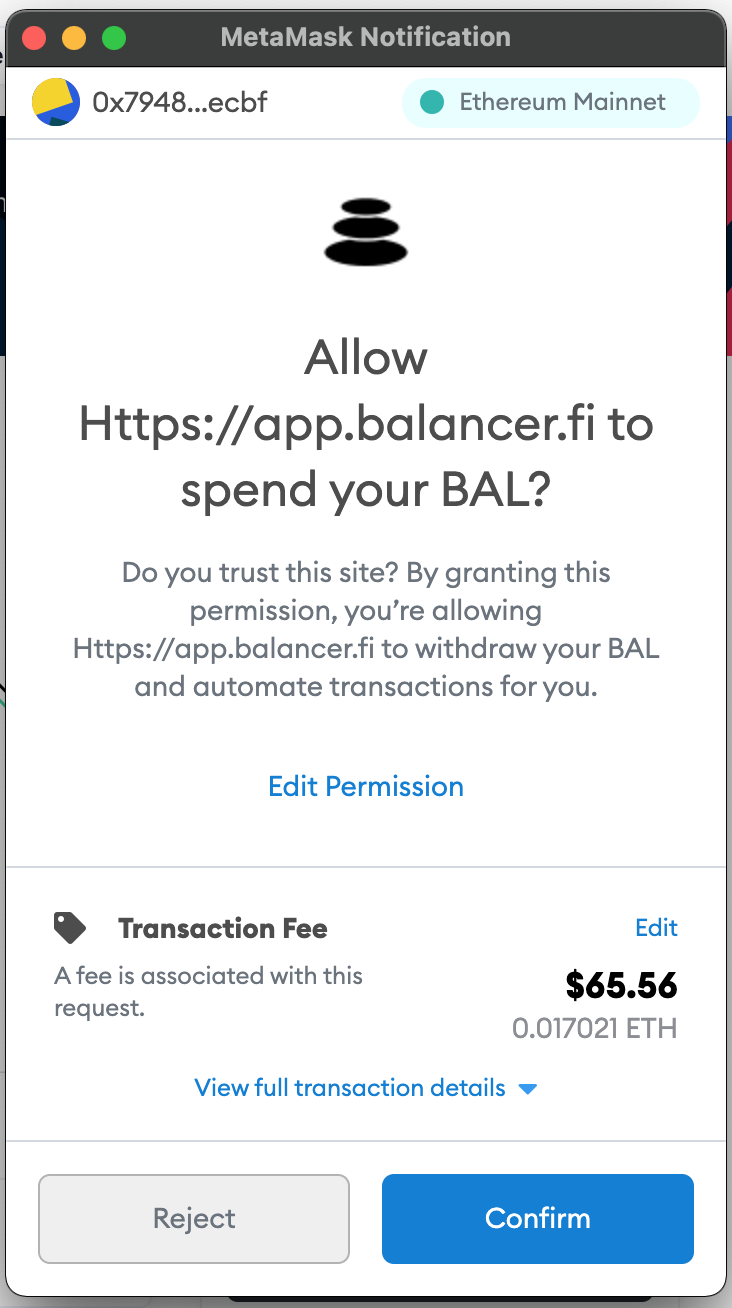 MetaMask Notification
0x7948...ecbf
Ethereum Mainnet
Allow
Https://app.balancer.fi to
spend your BAL?
Do you trust this site? By granting this
permission, you’re allowing
Https://app.balancer.fi to withdraw your BAL
and automate transactions for you.
Edit Permission
Transaction Fee
Edit
A fee is associated with this
request.
$65.56
0.017021 ETH
View full transaction details
Reject
Confirm